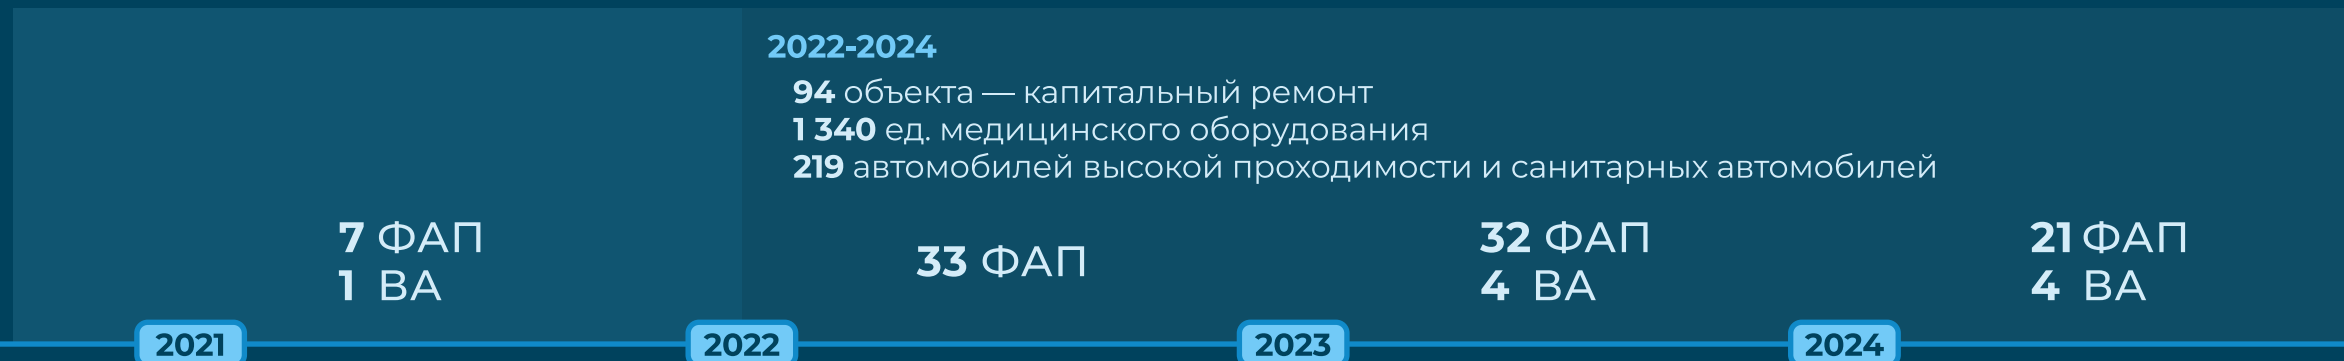 2022-2024
94 объекта — капитальный ремонт
1 340 ед. медицинского оборудования
219 автомобилей высокой проходимости и санитарных автомобилей
7 ФАП
1 ВА
33 ФАП
32 ФАП
4 ВА
21 ФАП
4 ВА
2021
2022
2023
2024